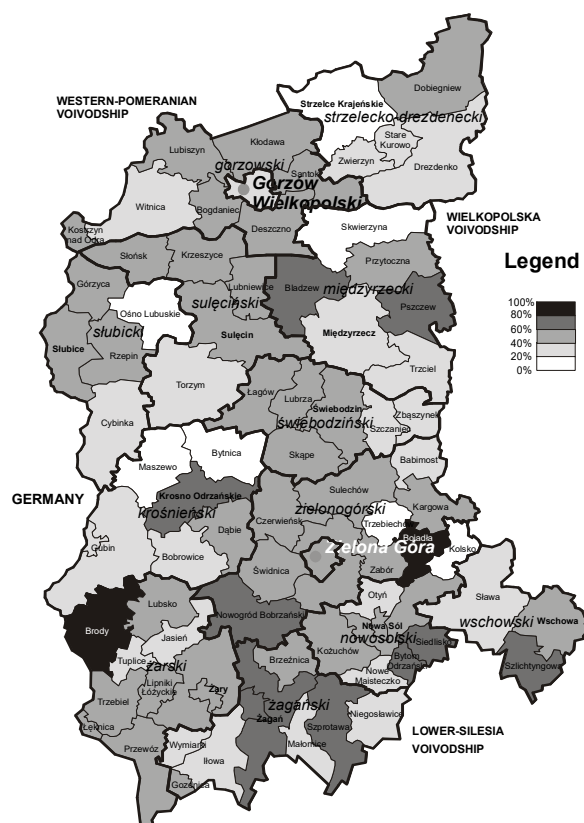 WESTERN-POMERANIAN
VOIVODSHIP
Dobiegniew
Strzelce Krajeńskie
strzelecko-drezdenecki
Stare
Kurowo
Zwierzyn
Drezdenko
Kłodawa
Lubiszyn
gorzowski
Santok
Gorzów
Wielkopolski
Witnica
Bogdaniec
Deszczno
Kostrzyn
nad Odrą
WIELKOPOLSKA
VOIVODSHIP
Skwierzyna
Legend
100%
80%
60%
40%
20%
0%
Słońsk
Krzeszyce
Przytoczna
Górzyca
Lubniewice
Bladzew
międzyrzecki
Pszczew
Ośno Lubuskie
sulęciński
słubicki
Sulęcin
Międzyrzecz
Słubice
Rzepin
Trzciel
Torzym
Łagów
Lubrza
Świebodzin
Zbąszynek
świebodziński
Szczaniec
Cybinka
Skąpe
Babimost
Bytnica
Maszewo
GERMANY
Krosno Odrzańskie
krośnieński
Sulechów
zielonogórski
Kargowa
Trzebiechów
Czerwieńsk
Bojadła
Dąbie
Zielona Góra
Kolsko
Gubin
Bobrowice
Świdnica
Zabór
Otyń
Sława
Lubsko
Nowogród Bobrzański
wschowski
Wschowa
Brody
Nowa Sól
nowosolski
Siedlisko
Jasień
Kożuchów
Bytom
Odrzański
Tuplice
żarski
Brzeźnica
Nowe
Maisteczko
Szlichtyngowa
Lipniki
Łużyckie
Żary
Trzebiel
żagański
Żagań
Niegosławice
Szprotawa
Łęknica
LOWER-SILESIA
VOIVODSHIP
Przewóz
Wymiarki
Małomice
Iłowa
Gozdnica